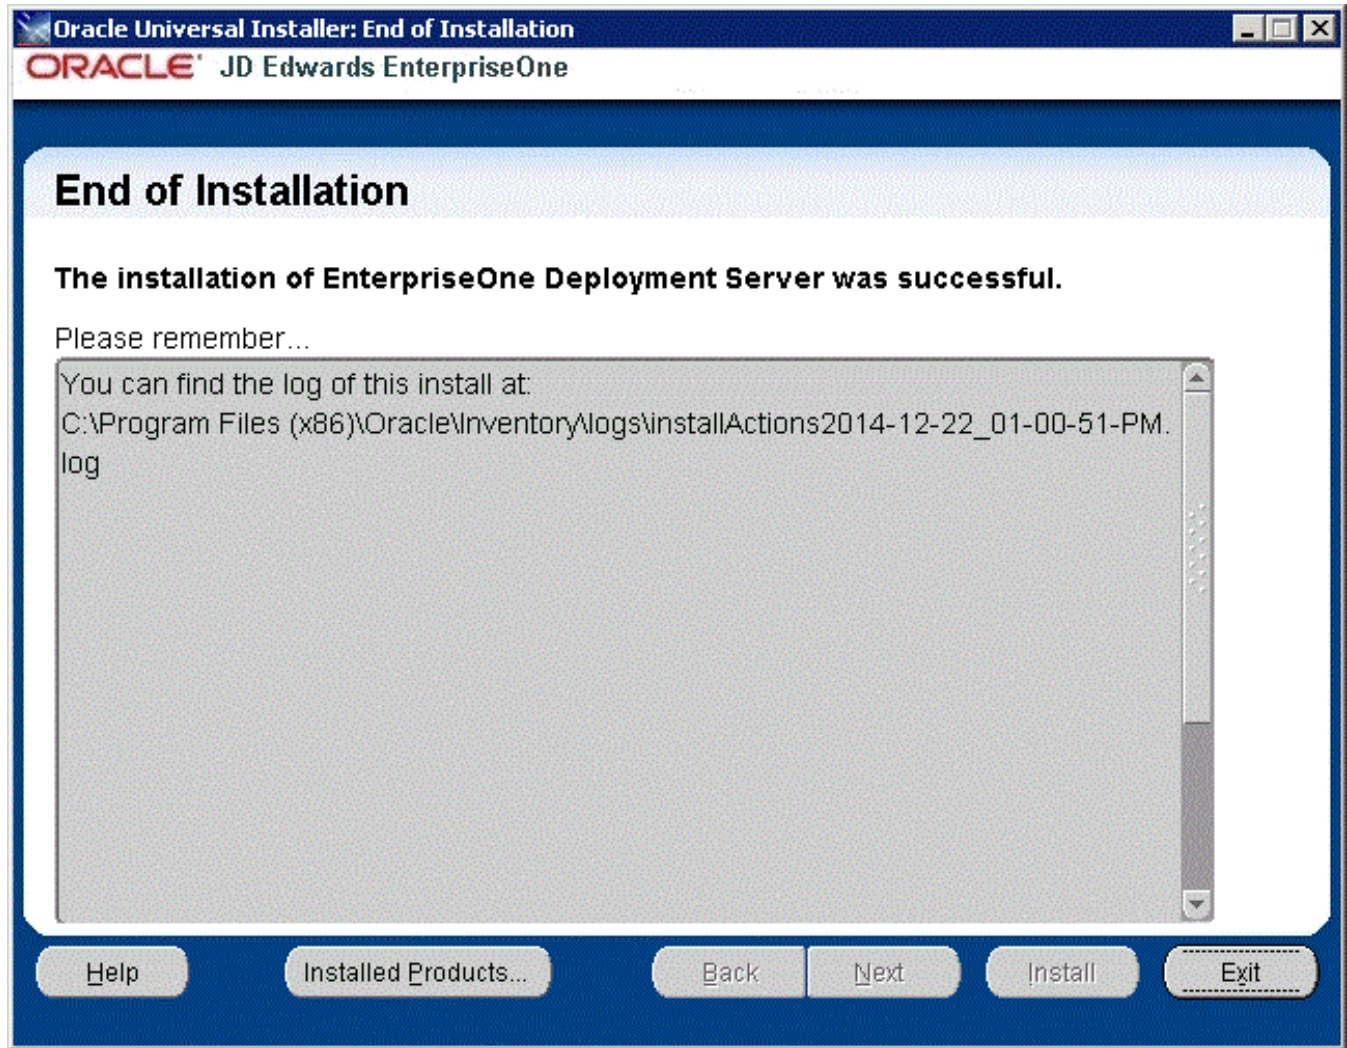 Oracle Universal Installer: End of Installation
ORACLE JD Edwards EnterpriseOne
End of Installation
The installation of EnterpriseOne Deployment Server was successful.
Please remember...
You can find the log of this install at:
C:\Program Files (x86)\Oracle\Inventory\logs\installActions2014-12-22_01-00-51-PM.
log
Help Installed Products... Back Next Install Exit